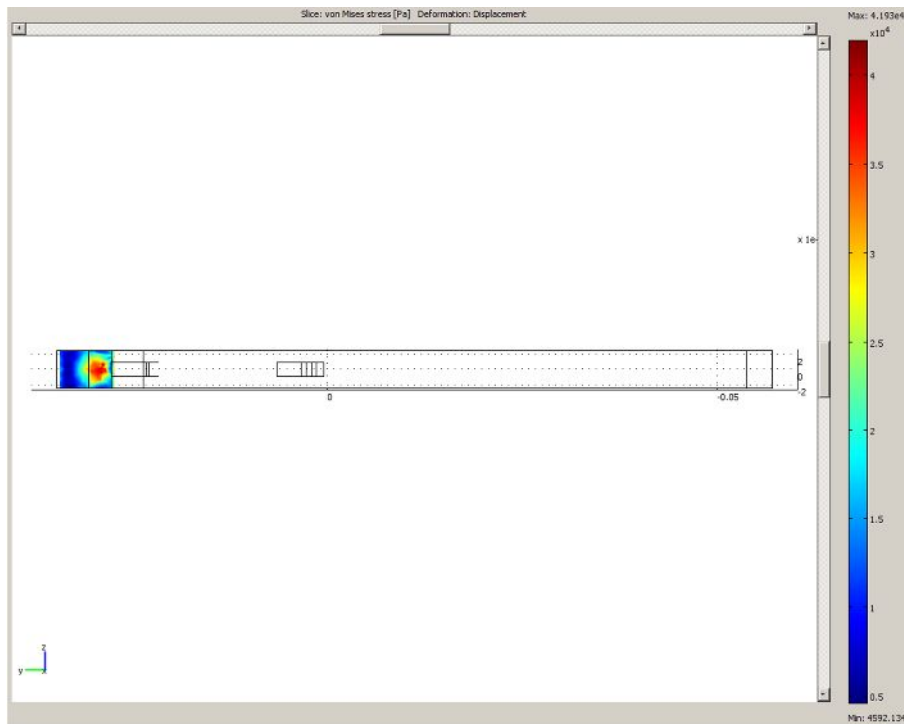 Slice: von Mises stress [Pa]  Deformation: Displacement
Max: 4.193e4
x10⁴
4
3.5
3
2.5
2
1.5
1
0.5
Min: 4592.134
x 1e-
2
0
-2
0
-0.05
z
y
x